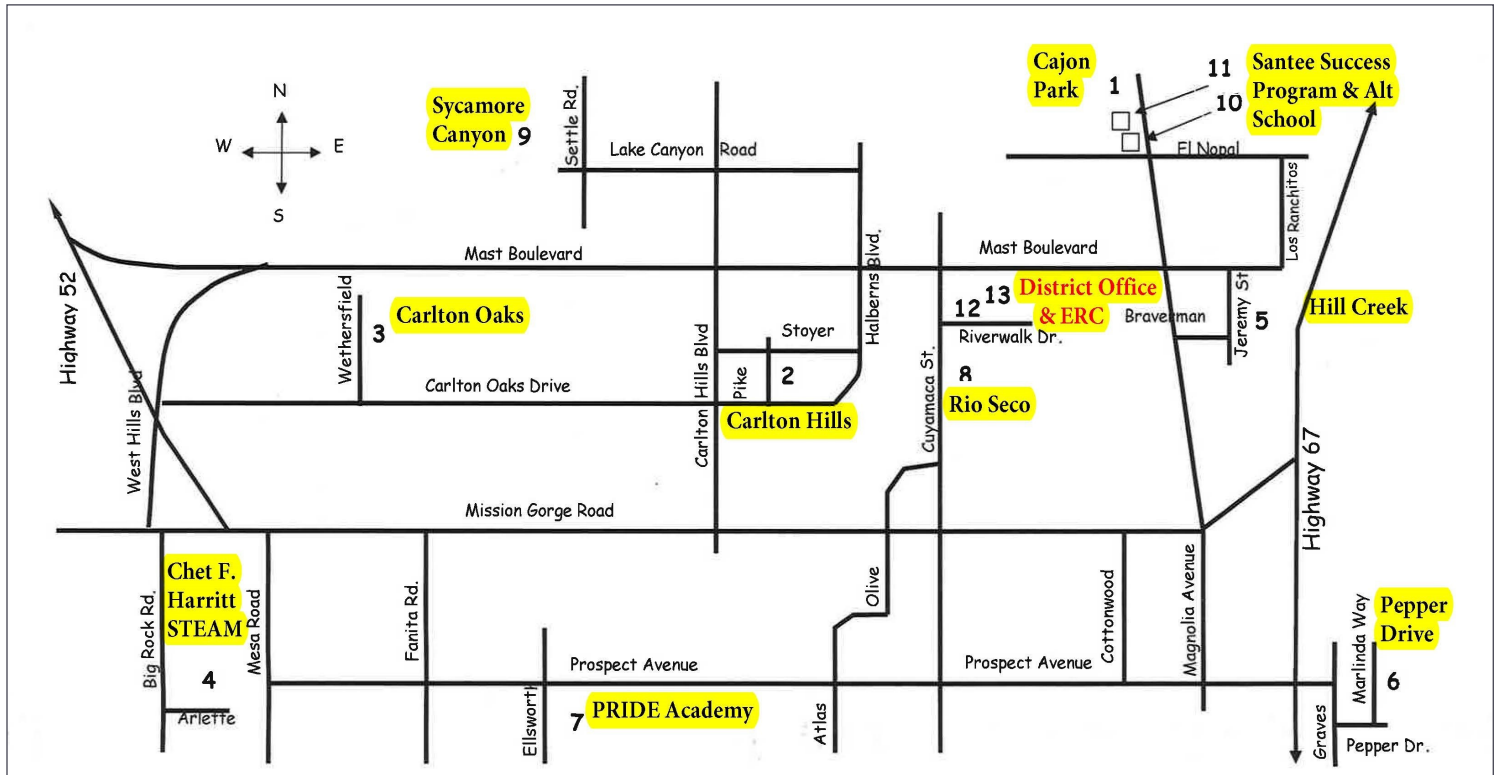 Cajon
Park
1
11
10
Santee Success
Program & Alt
School
N
W
E
S
Sycamore
Canyon
9
Settle Rd.
Lake Canyon Road
El Nopal
Los Ranchitos
Mast Boulevard
Mast Boulevard
Halberns Blvd.
Highway 52
Wethersfield
3
Carlton Oaks
12
13
District Office
& ERC
Braverman
Jeremy St
5
Hill Creek
Stoyer
Riverwalk Dr.
Carlton Hills Blvd
Pike
2
Cuyamaca St.
8
Rio Seco
Carlton Oaks Drive
Carlton Hills
West Hills Blvd
Highway 67
Mission Gorge Road
Chet F.
Harritt
STEAM
Big Rock Rd.
4
Arlette
Mesa Road
Fanita Rd.
Olive
Cottonwood
Magnolia Avenue
Marlinda Way
Pepper
Drive
6
Prospect Avenue
Prospect Avenue
Ellsworth
7
PRIDE Academy
Atlas
Graves
Pepper Dr.